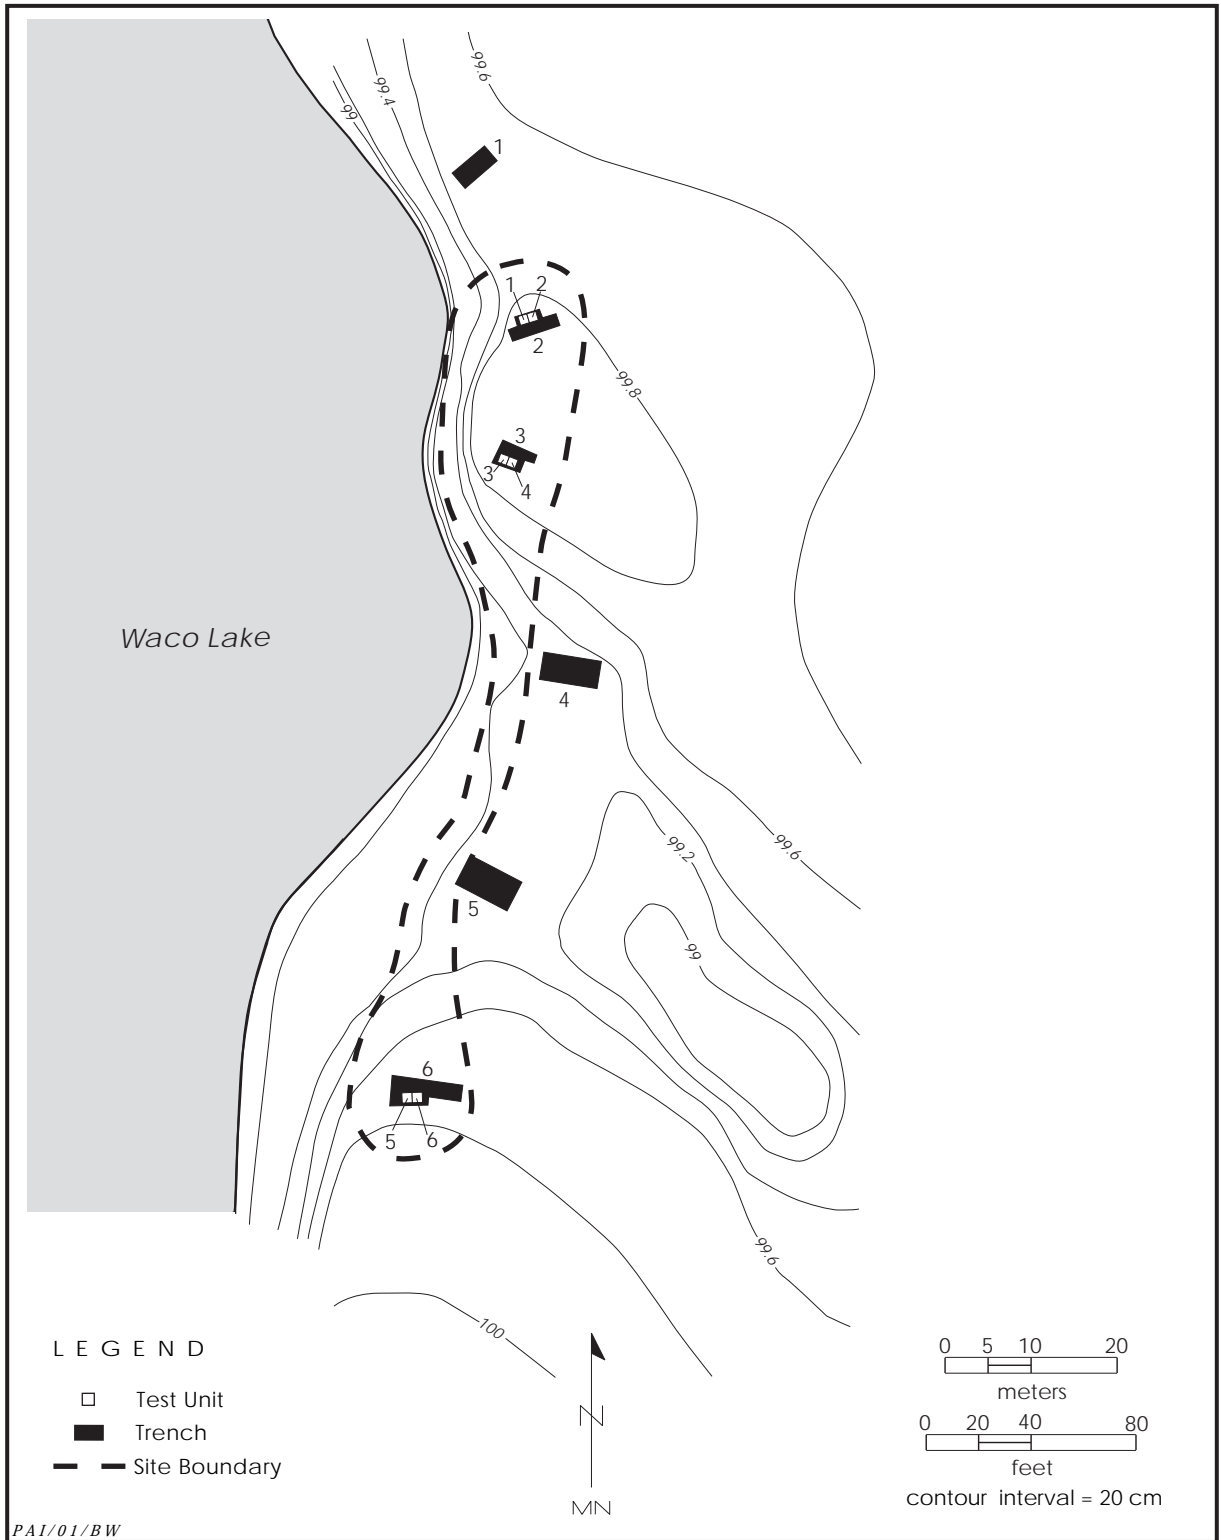 99.6
99.4
99
1
1 2
2
99.8
3
3
4
Waco Lake
4
99.2
99.6
5
99
6
5 6
99.6
100
LEGEND
Test Unit
Trench
Site Boundary
N
MN
0 5 10 20
meters
0 20 40 80
feet
contour interval = 20 cm
PAI/01/BW